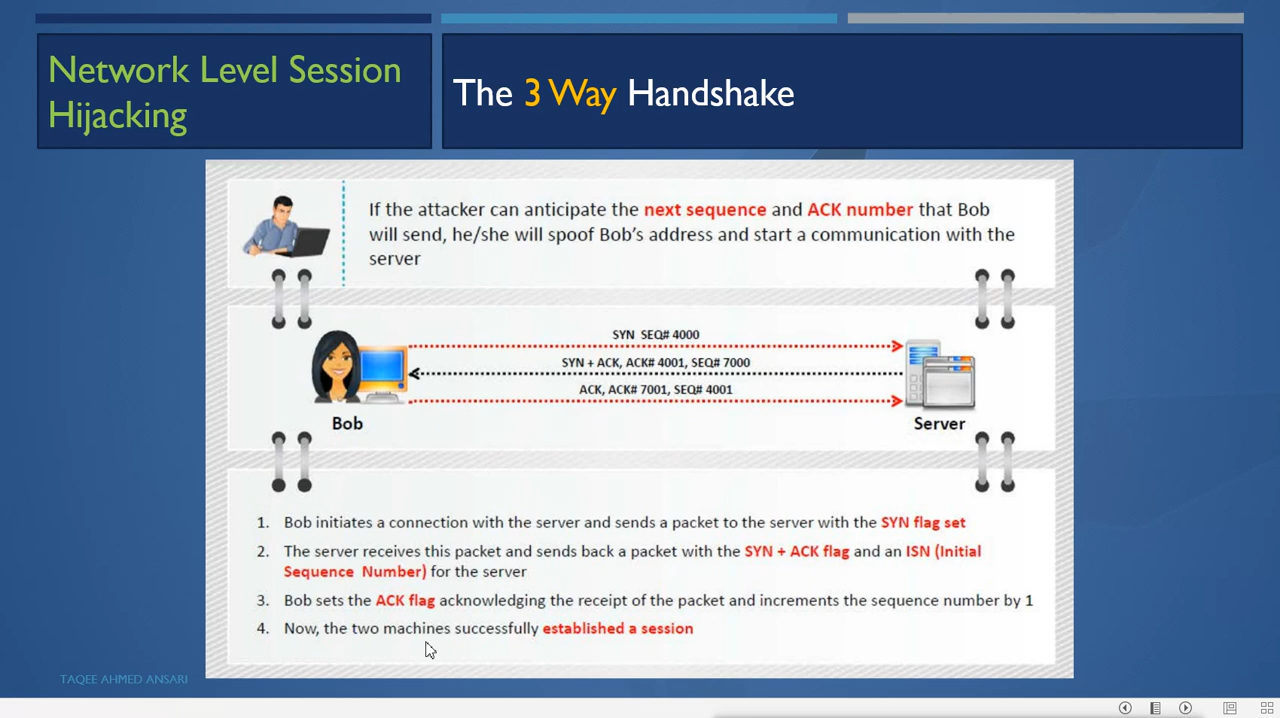 Network Level Session
Hijacking
The 3 Way Handshake
If the attacker can anticipate the next sequence and ACK number that Bob
will send, he/she will spoof Bob's address and start a communication with the
server
SYN SEQ# 4000
SYN + ACK, ACK# 4001, SEQ# 7000
ACK, ACK# 7001, SEQ# 4001
Bob
Server
1. Bob initiates a connection with the server and sends a packet to the server with the SYN flag set
2. The server receives this packet and sends back a packet with the SYN + ACK flag and an ISN (Initial
Sequence Number) for the server
3. Bob sets the ACK flag acknowledging the receipt of the packet and increments the sequence number by 1
4. Now, the two machines successfully established a session
TAQEE AHMED ANSARI